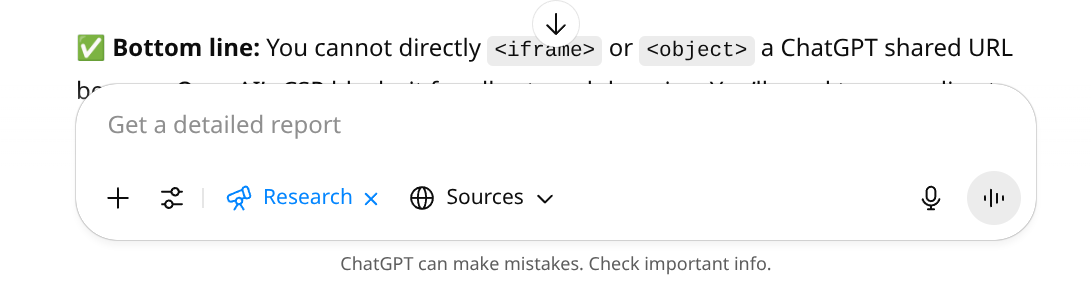 ✅ Bottom line: You cannot directly <iframe> or <object> a ChatGPT shared URL
Get a detailed report
Research × Sources
ChatGPT can make mistakes. Check important info.